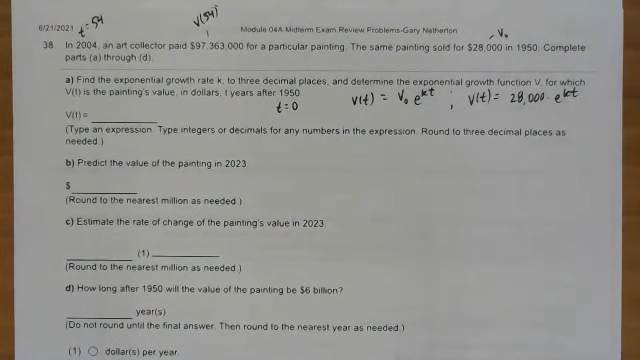 6/21/2021 t=54 V(54) Module 04A Midterm Exam Review Problems-Gary Netherton V₀
38. In 2004, an art collector paid $97,363,000 for a particular painting. The same painting sold for $28,000 in 1950. Complete
parts (a) through (d).
a) Find the exponential growth rate k, to three decimal places, and determine the exponential growth function V, for which
V(t) is the painting's value, in dollars, t years after 1950.
t=0 V(t) = V₀ e^kt ; V(t) = 28,000·e^kt
V(t) =
(Type an expression. Type integers or decimals for any numbers in the expression. Round to three decimal places as
needed.)
b) Predict the value of the painting in 2023.
$
(Round to the nearest million as needed.)
c) Estimate the rate of change of the painting's value in 2023.
(1)
(Round to the nearest million as needed.)
d) How long after 1950 will the value of the painting be $6 billion?
year(s)
(Do not round until the final answer. Then round to the nearest year as needed.)
(1) ○ dollar(s) per year.